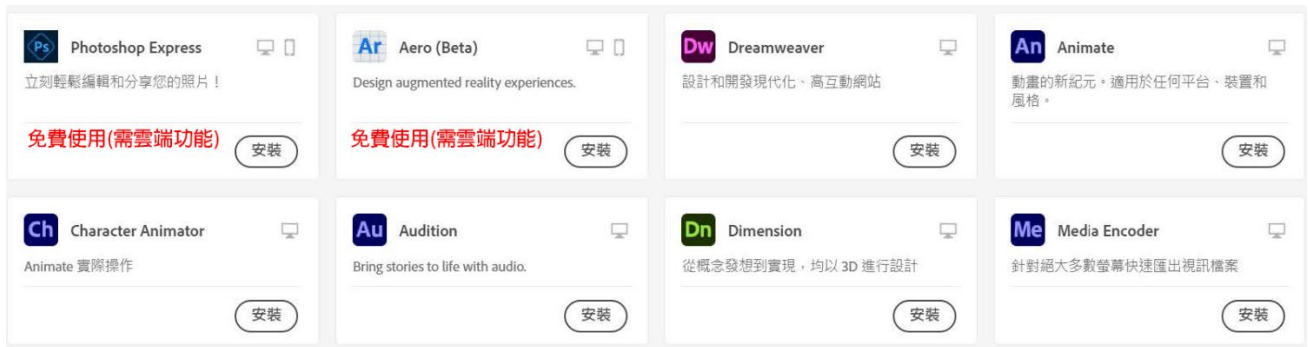 Ps Photoshop Express
立刻輕鬆編輯和分享您的照片！
免費使用(需雲端功能)
安裝
Ar Aero (Beta)
Design augmented reality experiences.
免費使用(需雲端功能)
安裝
Dw Dreamweaver
設計和開發現代化、高互動網站
安裝
An Animate
動畫的新紀元。適用於任何平台、裝置和
風格。
安裝
Ch Character Animator
Animate 實際操作
安裝
Au Audition
Bring stories to life with audio.
安裝
Dn Dimension
從概念發想到實現，均以 3D 進行設計
安裝
Me Media Encoder
針對絕大多數螢幕快速匯出視訊檔案
安裝